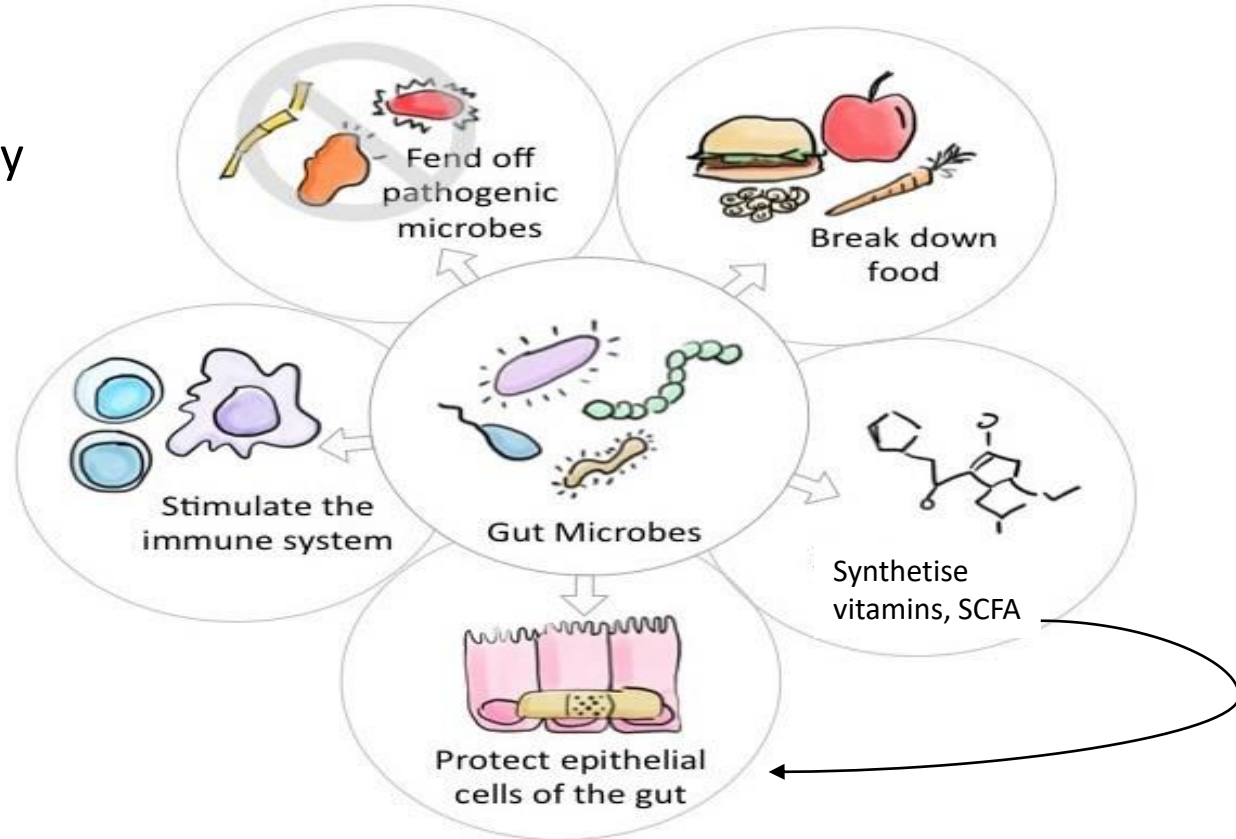 y
Fend off
pathogenic
microbes
Break down
food
Stimulate the
immune system
Gut Microbes
Synthetise
vitamins, SCFA
Protect epithelial
cells of the gut